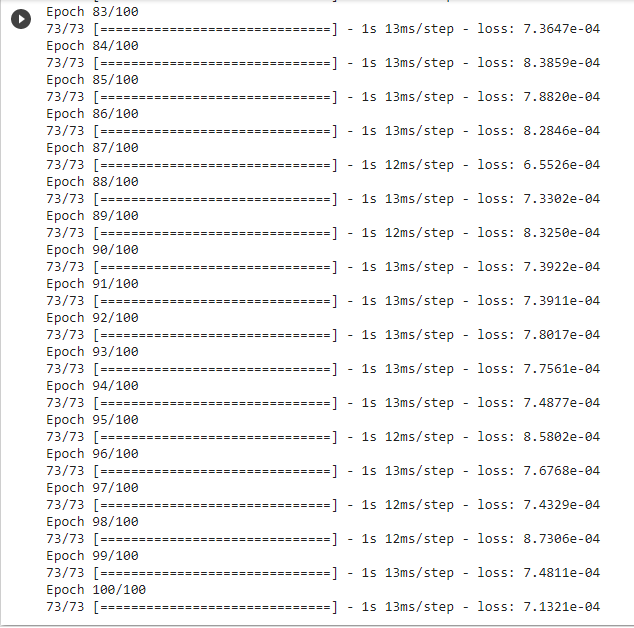 Epoch 83/100
73/73 [==============================] - 1s 13ms/step - loss: 7.3647e-04
Epoch 84/100
73/73 [==============================] - 1s 13ms/step - loss: 8.3859e-04
Epoch 85/100
73/73 [==============================] - 1s 13ms/step - loss: 7.8820e-04
Epoch 86/100
73/73 [==============================] - 1s 13ms/step - loss: 8.2846e-04
Epoch 87/100
73/73 [==============================] - 1s 12ms/step - loss: 6.5526e-04
Epoch 88/100
73/73 [==============================] - 1s 13ms/step - loss: 7.3302e-04
Epoch 89/100
73/73 [==============================] - 1s 12ms/step - loss: 8.3250e-04
Epoch 90/100
73/73 [==============================] - 1s 13ms/step - loss: 7.3922e-04
Epoch 91/100
73/73 [==============================] - 1s 13ms/step - loss: 7.3911e-04
Epoch 92/100
73/73 [==============================] - 1s 13ms/step - loss: 7.8017e-04
Epoch 93/100
73/73 [==============================] - 1s 13ms/step - loss: 7.7561e-04
Epoch 94/100
73/73 [==============================] - 1s 13ms/step - loss: 7.4877e-04
Epoch 95/100
73/73 [==============================] - 1s 12ms/step - loss: 8.5802e-04
Epoch 96/100
73/73 [==============================] - 1s 13ms/step - loss: 7.6768e-04
Epoch 97/100
73/73 [==============================] - 1s 12ms/step - loss: 7.4329e-04
Epoch 98/100
73/73 [==============================] - 1s 12ms/step - loss: 8.7306e-04
Epoch 99/100
73/73 [==============================] - 1s 13ms/step - loss: 7.4811e-04
Epoch 100/100
73/73 [==============================] - 1s 13ms/step - loss: 7.1321e-04